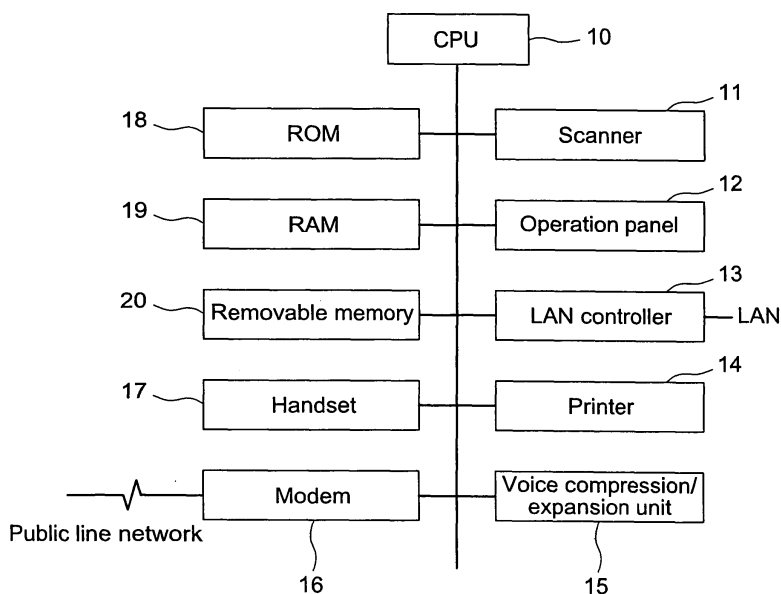 CPU
10
18
ROM
11
Scanner
19
RAM
12
Operation panel
20
Removable memory
13
LAN controller
LAN
17
Handset
14
Printer
Modem
Public line network
16
Voice compression/
expansion unit
15